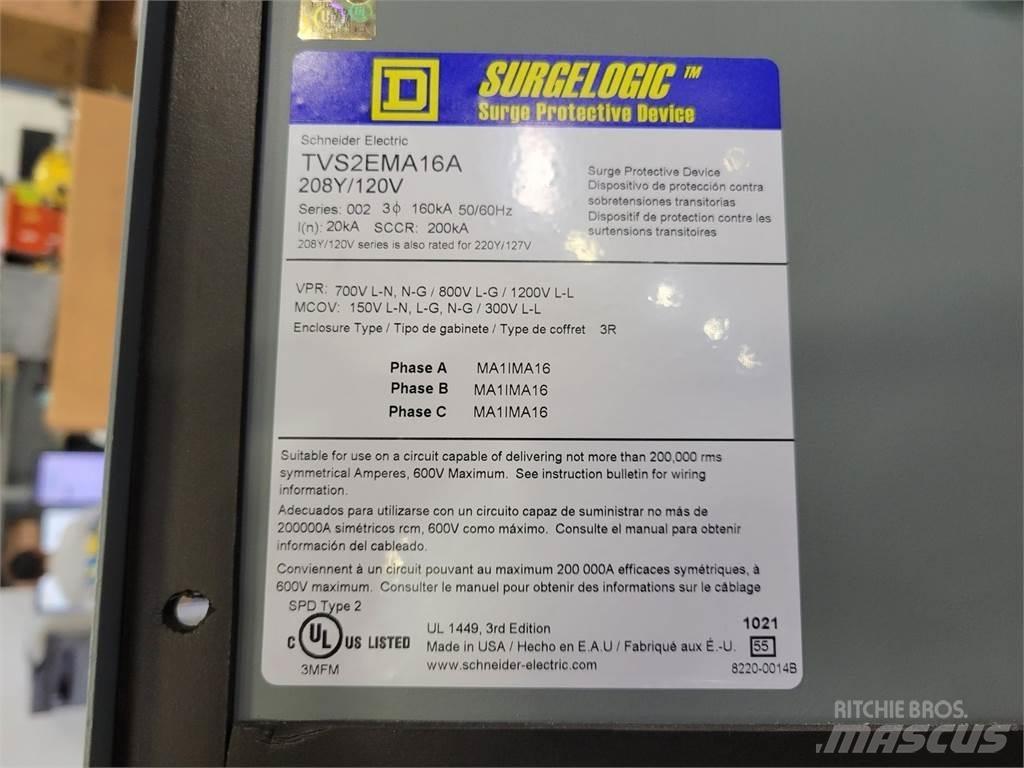 SURGELOGIC™
Surge Protective Device
Schneider Electric
TVS2EMA16A
208Y/120V
Series: 002 3ϕ 160kA 50/60Hz
I(n): 20kA SCCR: 200kA
208Y/120V series is also rated for 220Y/127V
Surge Protective Device
Dispositivo de protección contra
sobretensiones transitorias
Dispositif de protection contre les
surtensions transitoires
VPR: 700V L-N, N-G / 800V L-G / 1200V L-L
MCOV: 150V L-N, L-G, N-G / 300V L-L
Enclosure Type / Tipo de gabinete / Type de coffret 3R
Phase A MA1IMA16
Phase B MA1IMA16
Phase C MA1IMA16
Suitable for use on a circuit capable of delivering not more than 200,000 rms
symmetrical Amperes, 600V Maximum. See instruction bulletin for wiring
information.
Adecuados para utilizarse con un circuito capaz de suministrar no más de
200000A simétricos rcm, 600V como máximo. Consulte el manual para obtenir
información del cableado.
Conviennent à un circuit pouvant au maximum 200 000A efficaces symétriques, à
600V maximum. Consulter le manuel pour obtenir des informations sur le câblage
SPD Type 2
C UL US LISTED
3MFM
UL 1449, 3rd Edition
Made in USA / Hecho en E.A.U / Fabriqué aux É.-U.
www.schneider-electric.com
1021
55
8220-0014B
RITCHIE BROS.
MASCUS